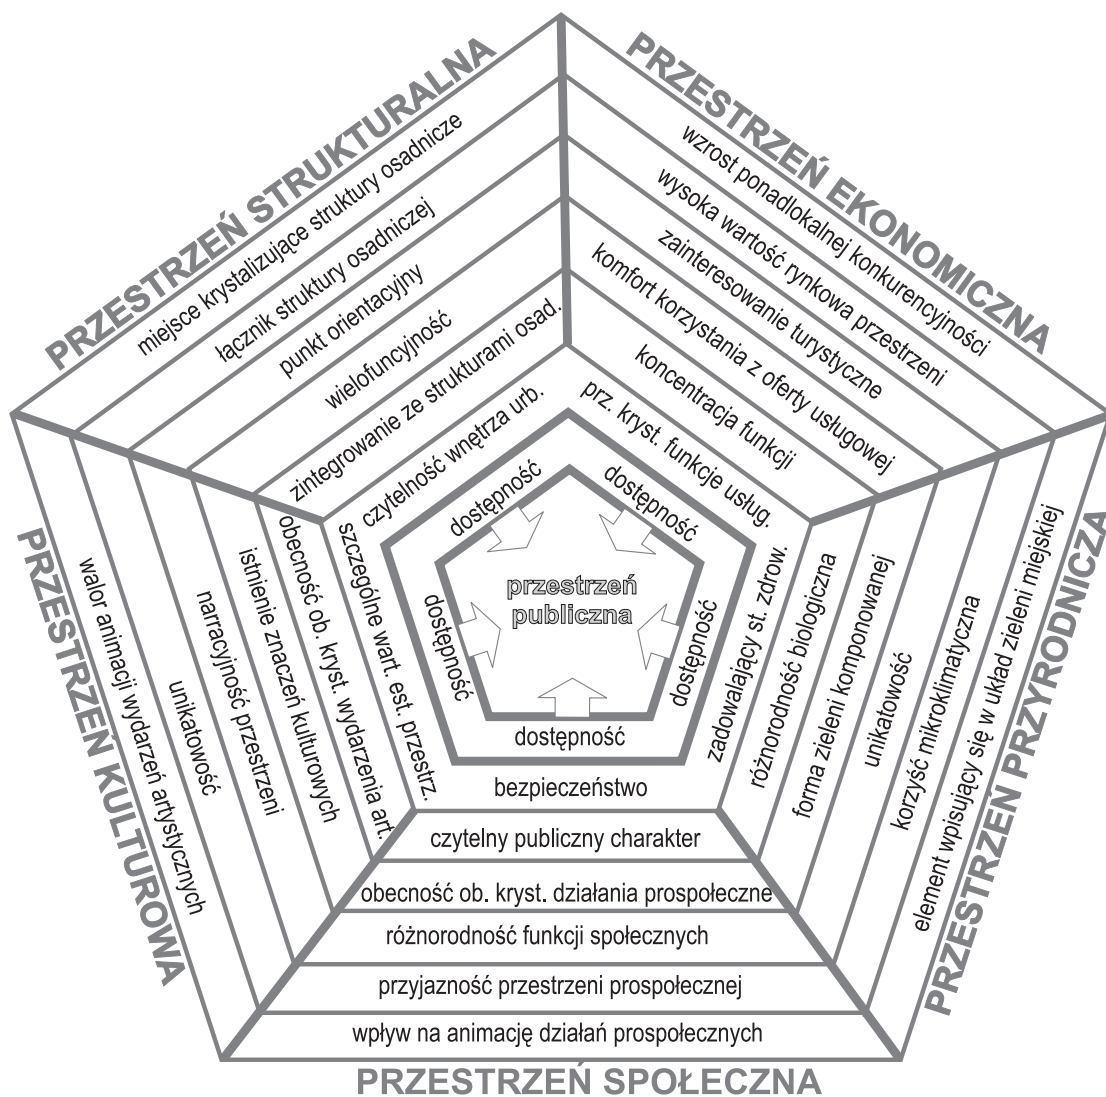 PRZESTRZEŃ STRUKTURALNA
miejsce krystalizujące struktury osadnicze
łącznik struktury osadniczej
punkt orientacyjny
wielofuncyjność
zintegrowanie ze strukturami osad.
czytelność wnętrza urb.
dostępność
PRZESTRZEŃ EKONOMICZNA
wzrost ponadlokalnej konkurencyjności
wysoka wartość rynkowa przestrzeni
zainteresowanie turystyczne
komfort korzystania z oferty usługowej
koncentracja funkcji
prz. kryst. funkcje usług.
dostępność
PRZESTRZEŃ KULTUROWA
walor animacji wydarzeń artystycznych
unikatowość
narracyjność przestrzeni
istnienie znaczeń kulturowych
obecność ob. kryst. wydarzenia art.
szczególne wart. est. przestrz.
dostępność
przestrzeń
publiczna
dostępność
zadowalający st. zdrow.
różnorodność biologiczna
forma zieleni komponowanej
unikatowość
korzyść mikroklimatyczna
element wpisujący się w układ zieleni miejskiej
PRZESTRZEŃ PRZYRODNICZA
dostępność
bezpieczeństwo
czytelny publiczny charakter
obecność ob. kryst. działania prospołeczne
różnorodność funkcji społecznych
przyjazność przestrzeni prospołecznej
wpływ na animację działań prospołecznych
PRZESTRZEŃ SPOŁECZNA